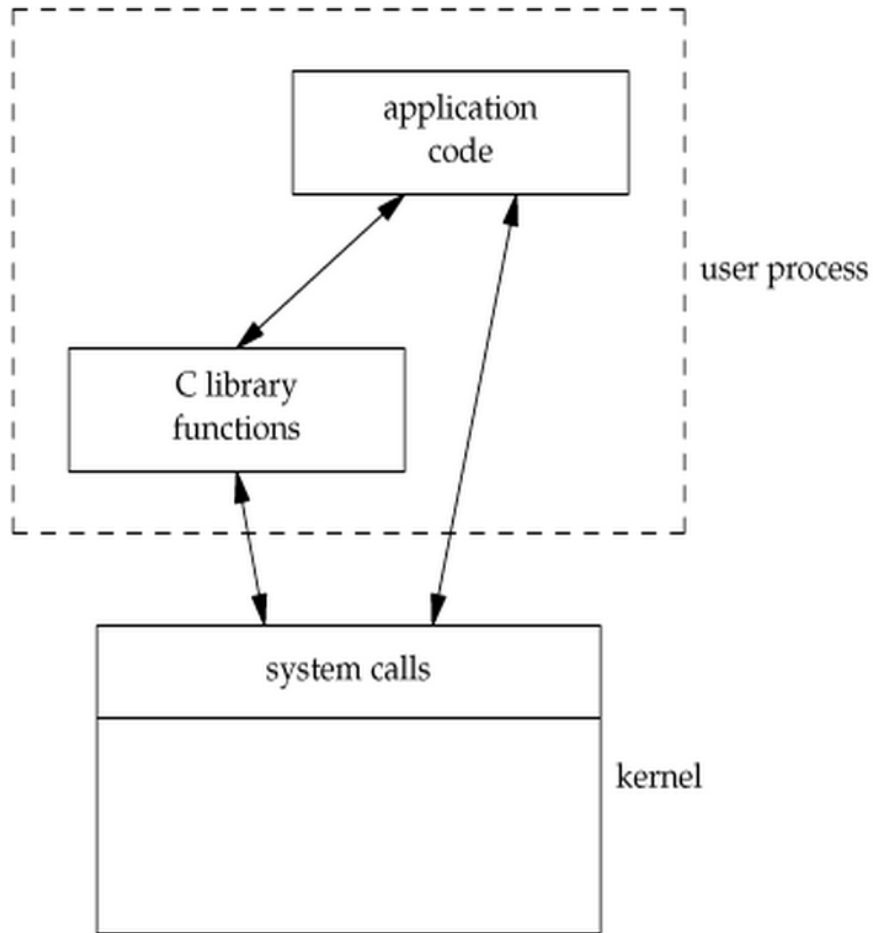 application
code
user process
C library
functions
system calls
kernel